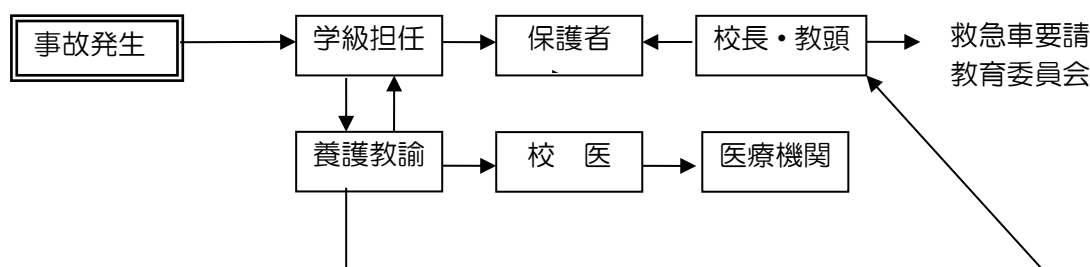 事故発生
学級担任
保護者
校長・教頭
救急車要請
教育委員会
養護教諭
校　医
医療機関